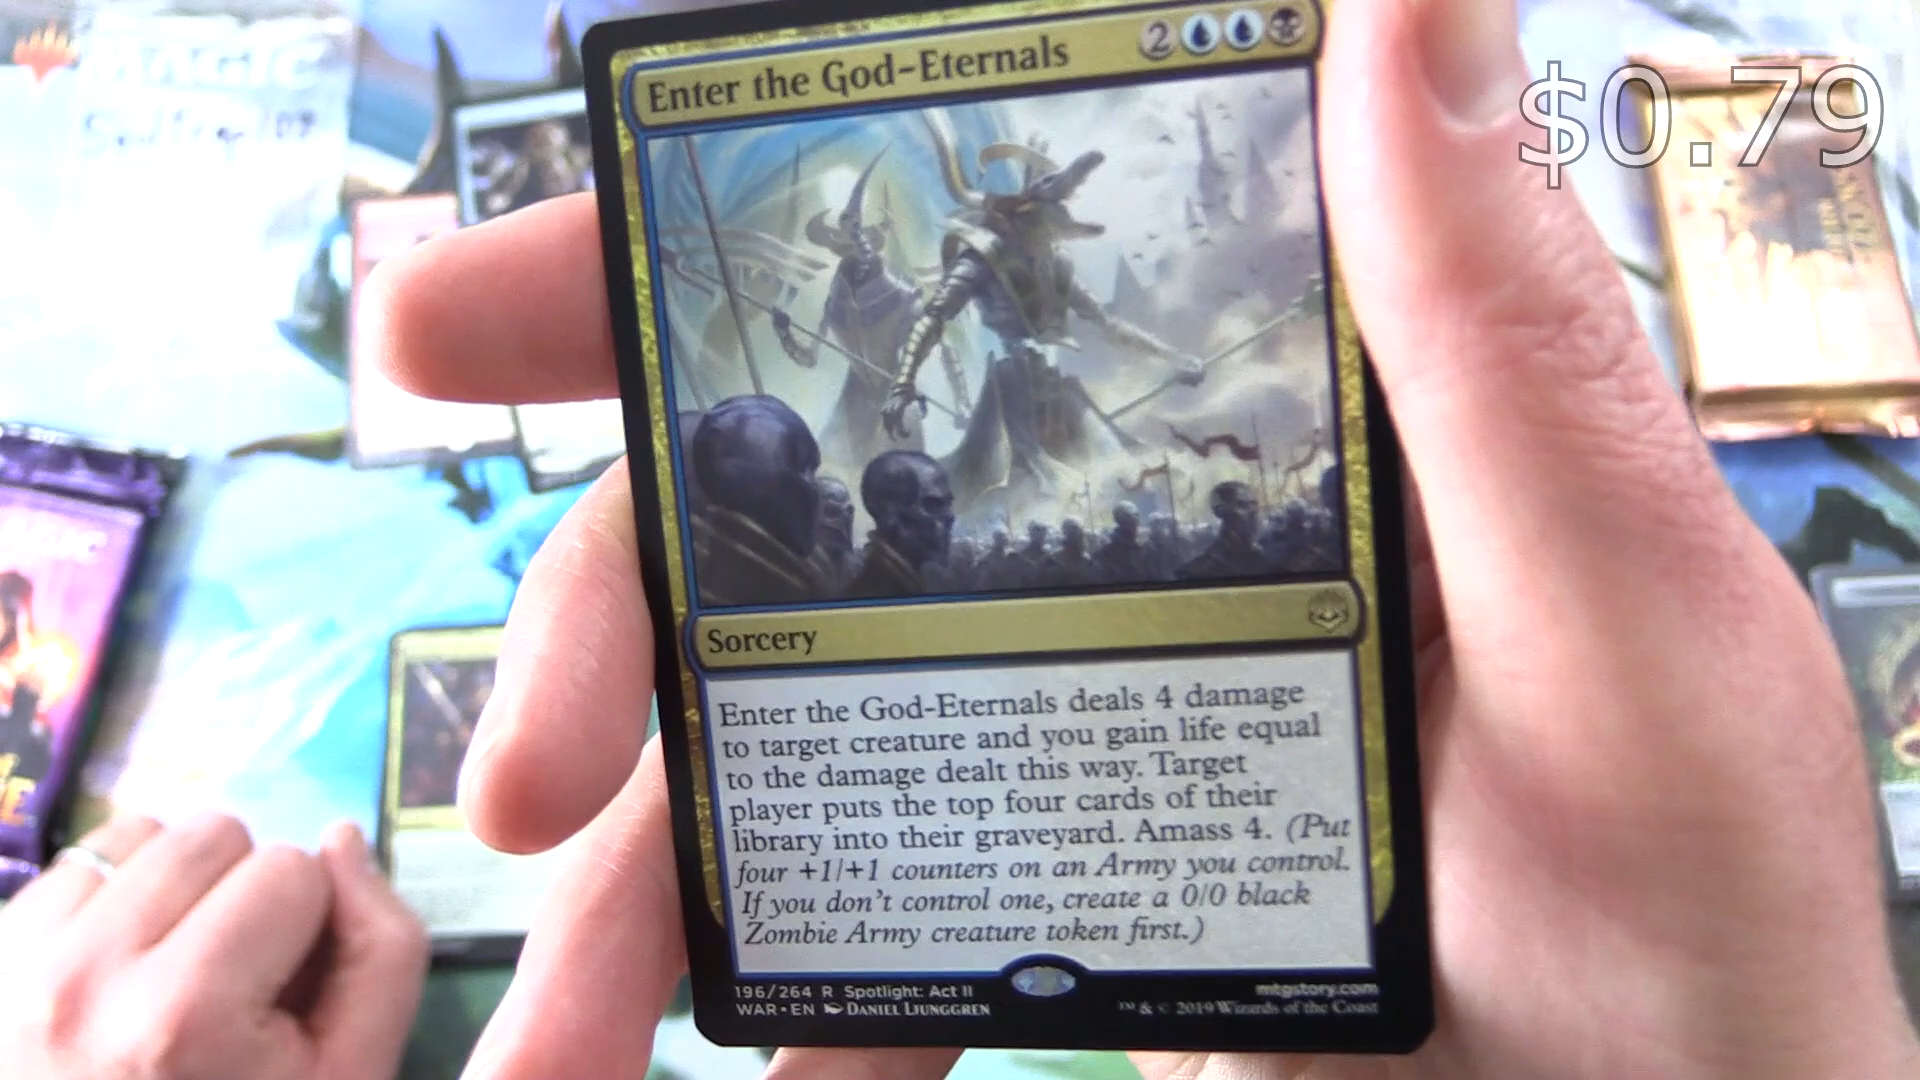 $0.79
MAGIC
Enter the God-Eternals 2
Sorcery
Enter the God-Eternals deals 4 damage
to target creature and you gain life equal
to the damage dealt this way. Target
player puts the top four cards of their
library into their graveyard. Amass 4. (Put
four +1/+1 counters on an Army you control.
If you don't control one, create a 0/0 black
Zombie Army creature token first.)
196/264 R Spotlight: Act II
mtgstory.com
WAR • EN Daniel Ljunggren
™ & © 2019 Wizards of the Coast